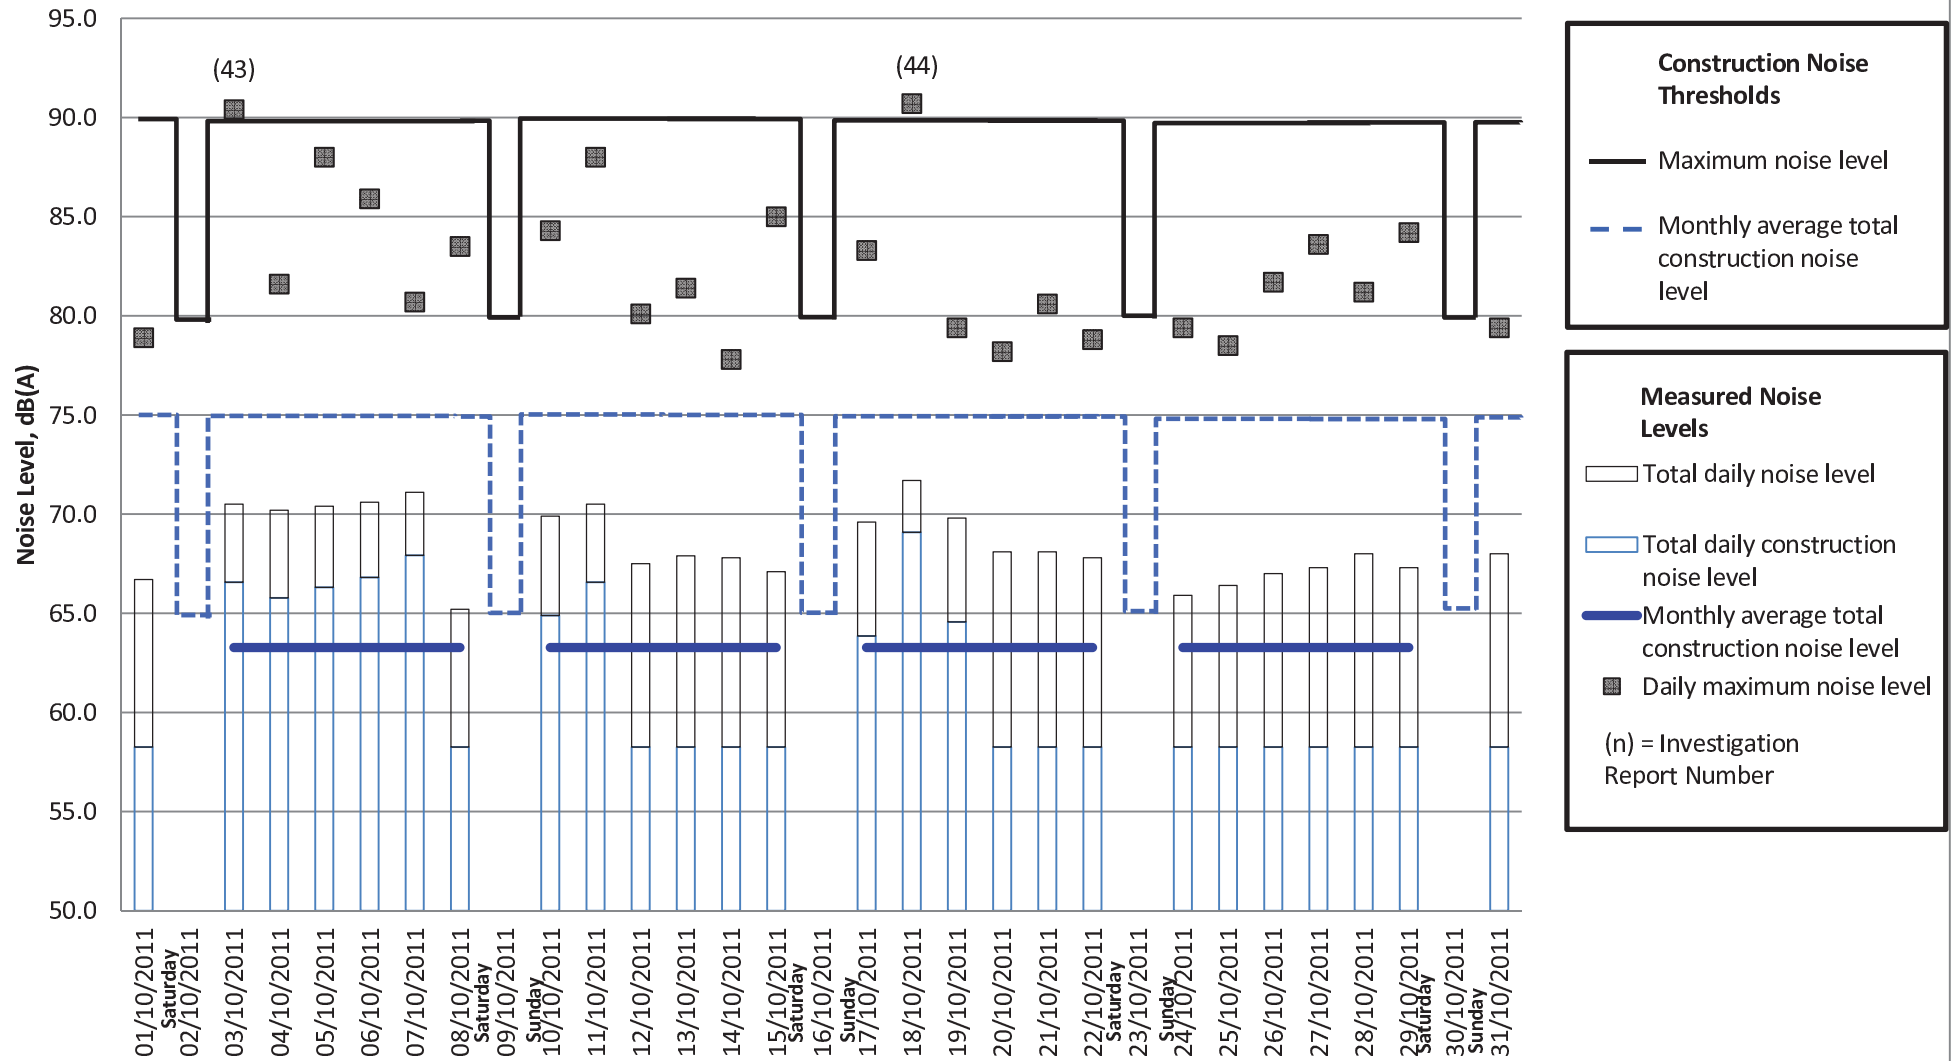 95.0
90.0
85.0
80.0
75.0
70.0
65.0
60.0
55.0
50.0
Noise Level, dB(A)
(43)
(44)
01/10/2011
Saturday
02/10/2011
03/10/2011
04/10/2011
05/10/2011
06/10/2011
07/10/2011
08/10/2011
Saturday
09/10/2011
Sunday
10/10/2011
11/10/2011
12/10/2011
13/10/2011
14/10/2011
15/10/2011
Saturday
16/10/2011
Sunday
17/10/2011
18/10/2011
19/10/2011
20/10/2011
21/10/2011
22/10/2011
Saturday
23/10/2011
Sunday
24/10/2011
25/10/2011
26/10/2011
27/10/2011
28/10/2011
29/10/2011
Saturday
30/10/2011
Sunday
31/10/2011
Construction Noise
Thresholds
Maximum noise level
Monthly average total
construction noise
level
Measured Noise
Levels
Total daily noise level
Total daily construction
noise level
Monthly average total
construction noise level
Daily maximum noise level
(n) = Investigation
Report Number